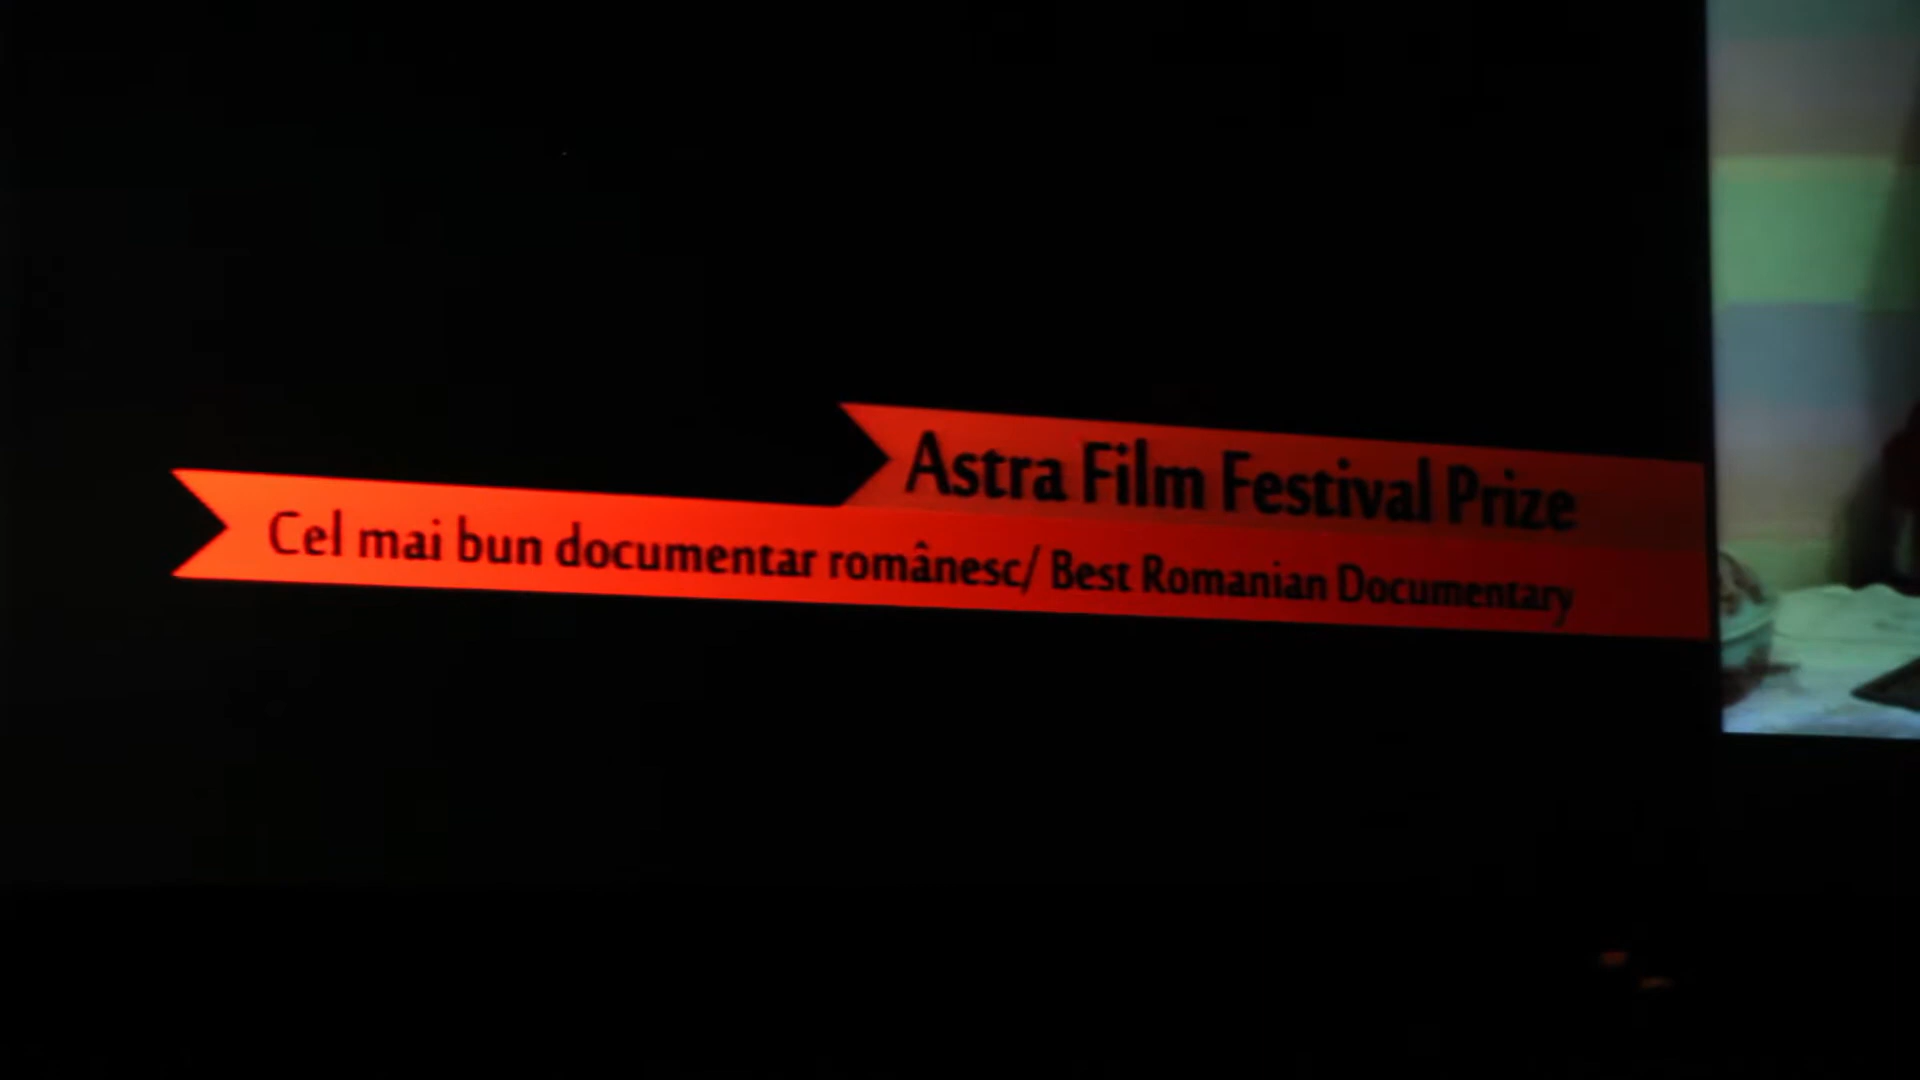 Astra Film Festival Prize
Cel mai bun documentar românesc/ Best Romanian Documentary